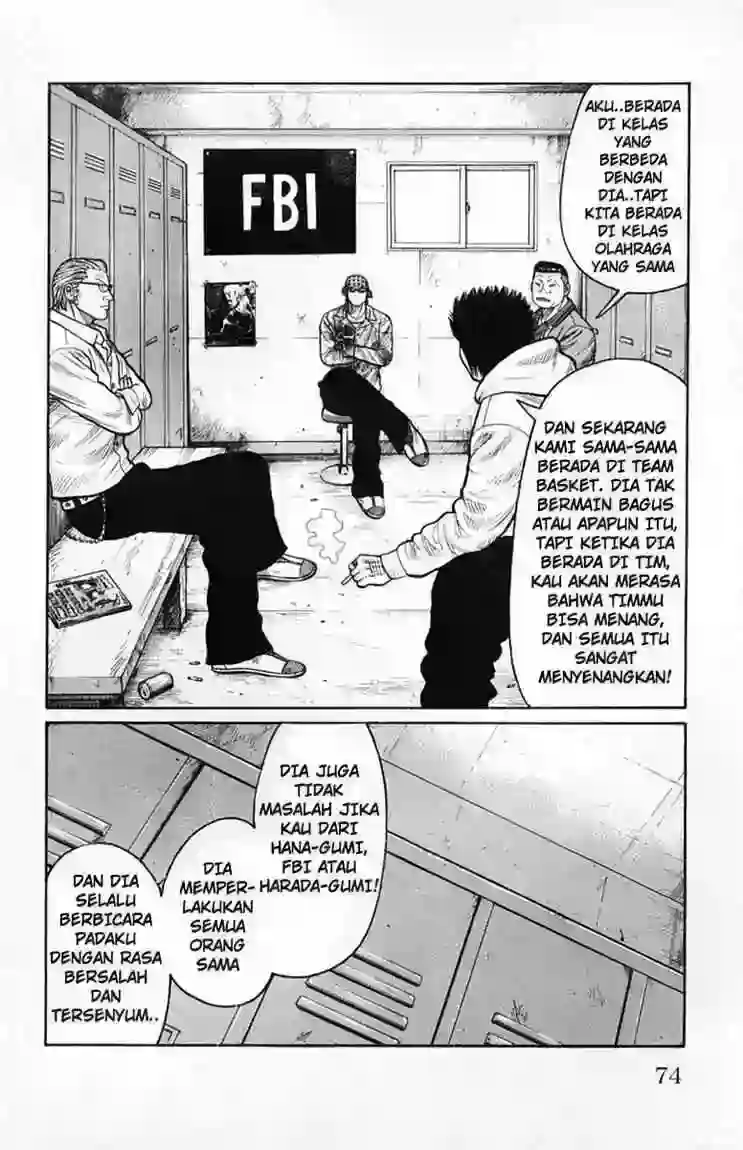 AKU..BERADA
DI KELAS
YANG
BERBEDA
DENGAN
DIA..TAPI
KITA BERADA
DI KELAS
OLAHRAGA
YANG SAMA
FBI
DAN SEKARANG
KAMI SAMA-SAMA
BERADA DI TEAM
BASKET. DIA TAK
BERMAIN BAGUS
ATAU APAPUN ITU,
TAPI KETIKA DIA
BERADA DI TIM,
KAU AKAN MERASA
BAHWA TIMMU
BISA MENANG,
DAN SEMUA ITU
SANGAT
MENYENANGKAN!
DIA JUGA
TIDAK
MASALAH JIKA
KAU DARI
HANA-GUMI,
FBI ATAU
HARADA-GUMI!
DIA
MEMPER-
LAKUKAN
SEMUA
ORANG
SAMA
DAN DIA
SELALU
BERBICARA
PADAKU
DENGAN RASA
BERSALAH
DAN
TERSENYUM..
74